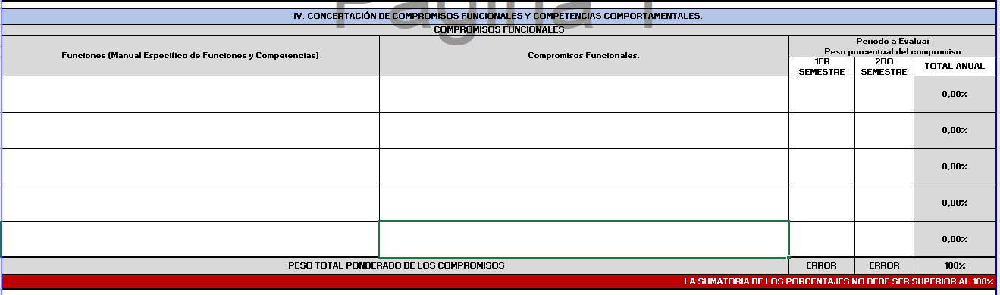 Página 1
IV. CONCERTACIÓN DE COMPROMISOS FUNCIONALES Y COMPETENCIAS COMPORTAMENTALES.
COMPROMISOS FUNCIONALES
Funciones (Manual Especifico de Funciones y Competencias)
Compromisos Funcionales.
Periodo a Evaluar
Peso porcentual del compromiso
1ER
SEMESTRE
2DO
SEMESTRE
TOTAL ANUAL
0,00%
0,00%
0,00%
0,00%
0,00%
PESO TOTAL PONDERADO DE LOS COMPROMISOS
ERROR
ERROR
100%
LA SUMATORIA DE LOS PORCENTAJES NO DEBE SER SUPERIOR AL 100%